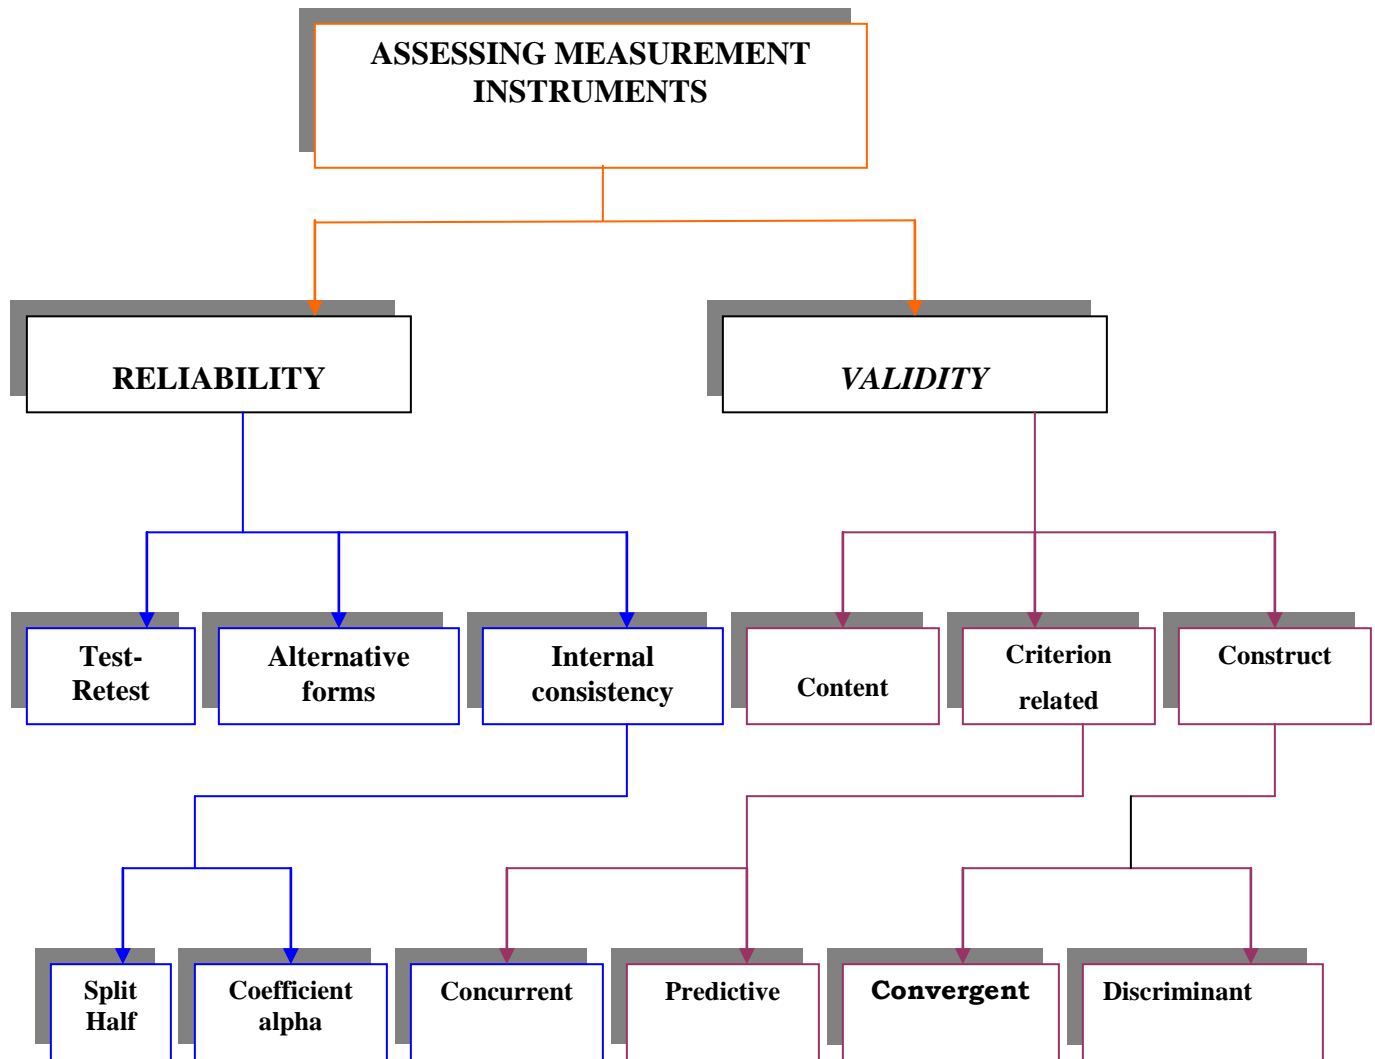 ASSESSING MEASUREMENT
INSTRUMENTS
RELIABILITY
VALIDITY
Test-
Retest
Alternative
forms
Internal
consistency
Content
Criterion
related
Construct
Split
Half
Coefficient
alpha
Concurrent
Predictive
Convergent
Discriminant